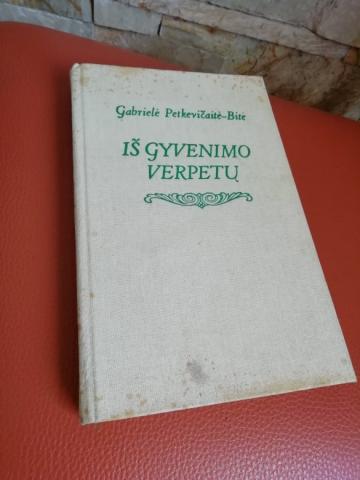 Gabrielė Petkevičaitė-Bitė
IŠ GYVENIMO
VERPETŲ